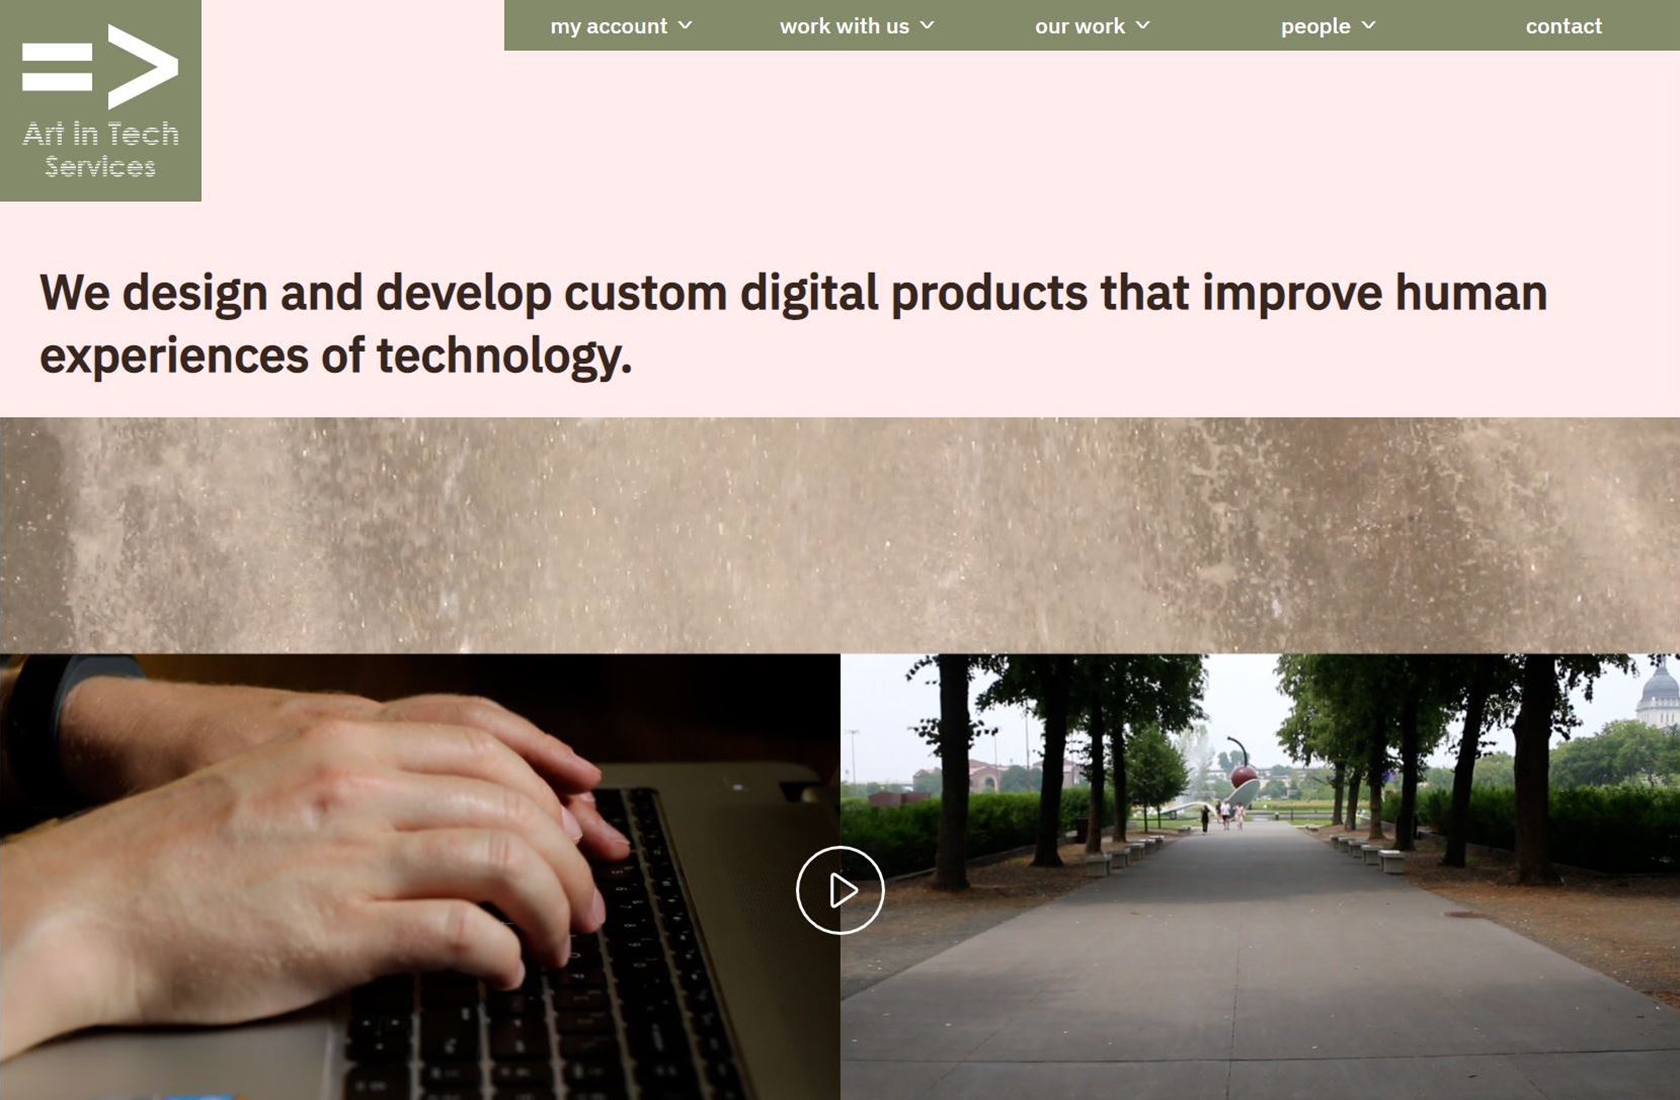 =>
Art in Tech
Services
my account
work with us
our work
people
contact
We design and develop custom digital products that improve human
experiences of technology.